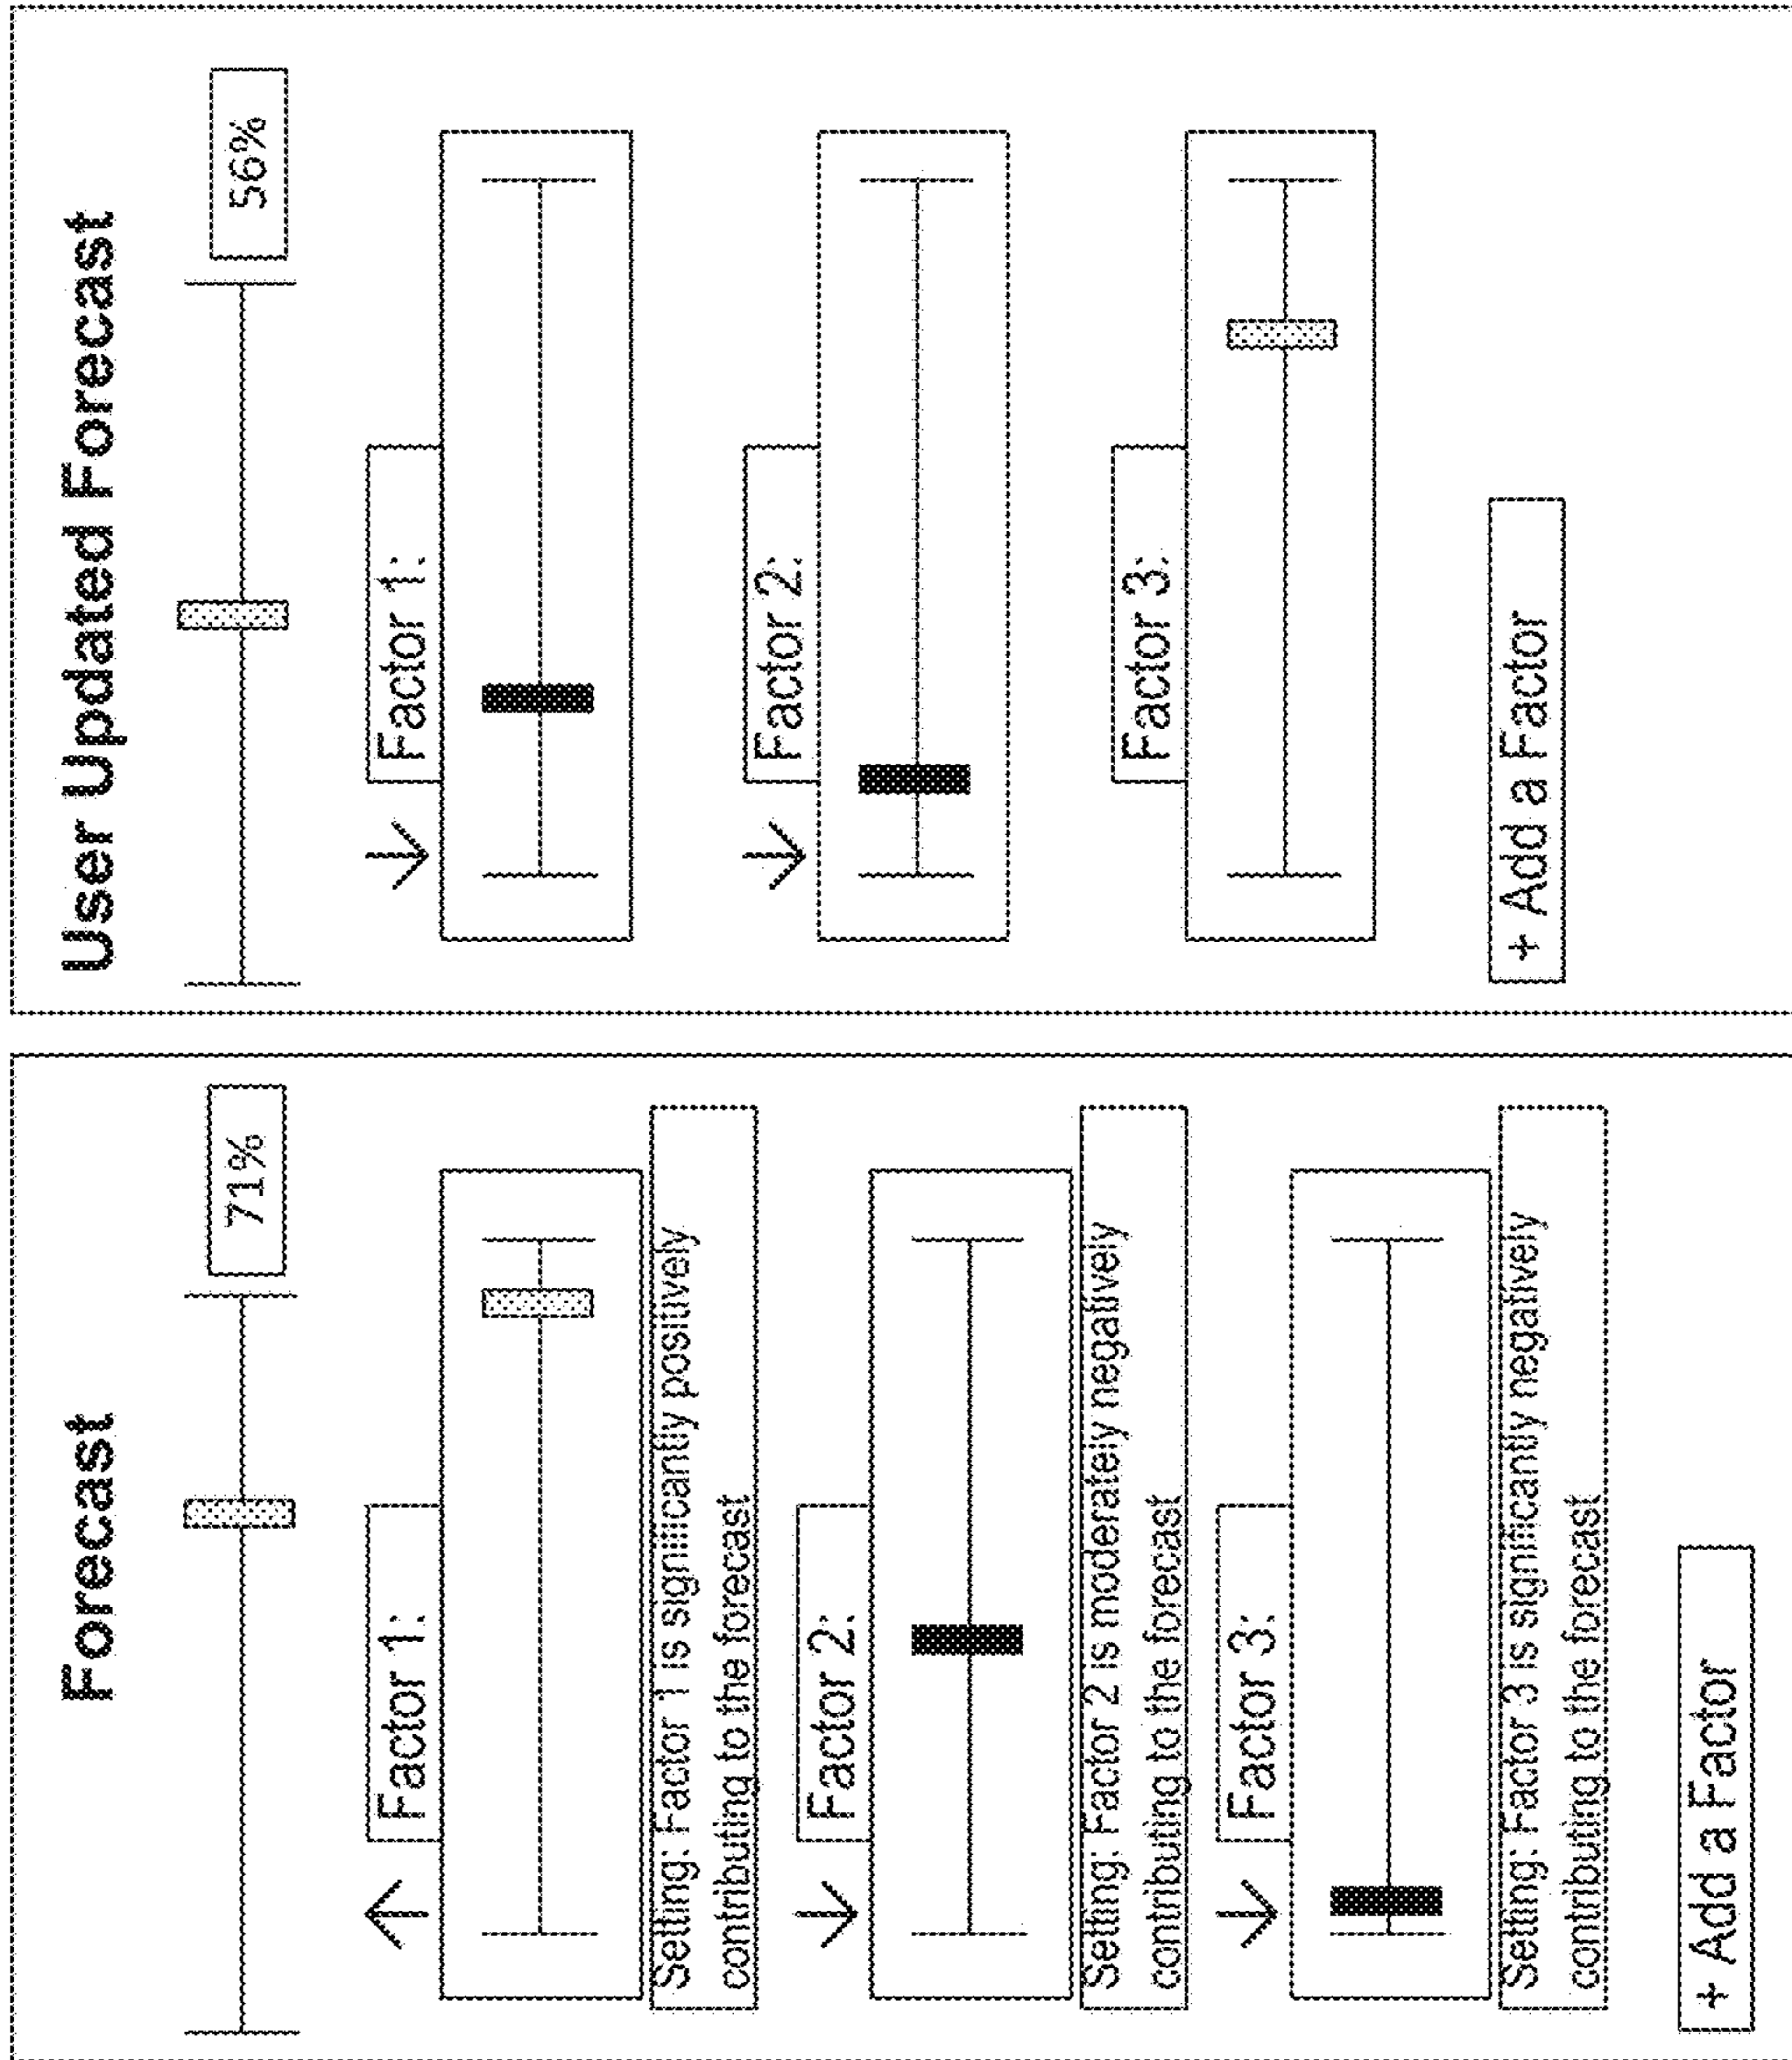 Forecast
71%
Factor 1:
Setting: Factor 1 is significantly positively
contributing to the forecast
Factor 2:
Setting: Factor 2 is moderately negatively
contributing to the forecast
Factor 3:
Setting: Factor 3 is significantly negatively
contributing to the forecast
+ Add a Factor
User Updated Forecast
56%
Factor 1:
Factor 2:
Factor 3:
+ Add a Factor